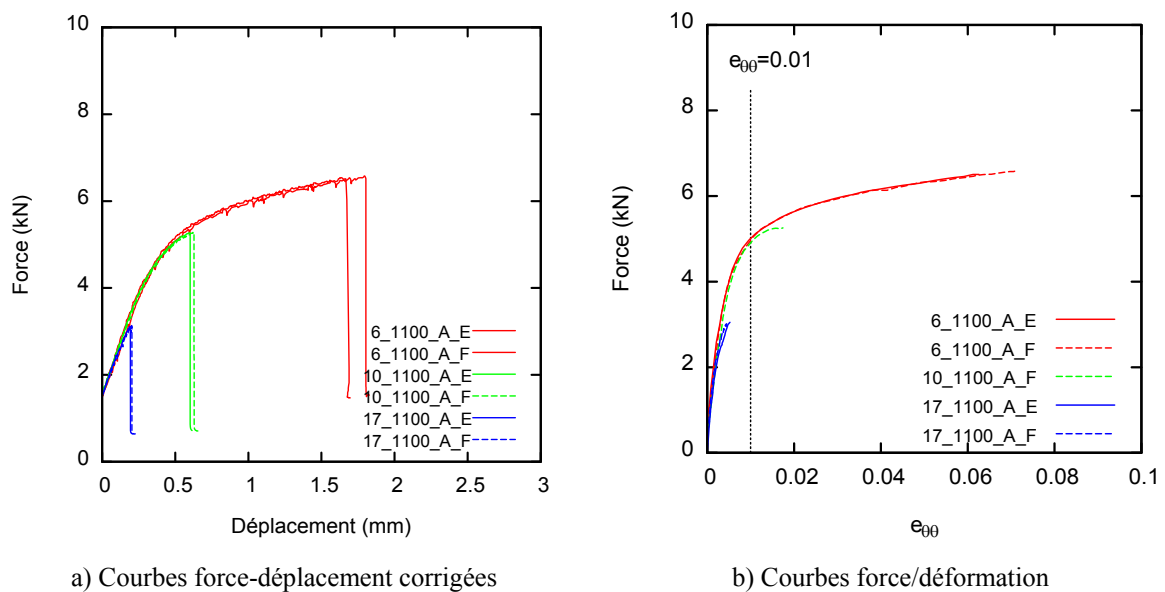 10
8
6
4
2
0
Force (kN)
0 0.5 1 1.5 2 2.5 3
Déplacement (mm)
6_1100_A_E
6_1100_A_F
10_1100_A_E
10_1100_A_F
17_1100_A_E
17_1100_A_F
a) Courbes force-déplacement corrigées
10
8
6
4
2
0
Force (kN)
e_θθ=0.01
0 0.02 0.04 0.06 0.08 0.1
e_θθ
6_1100_A_E
6_1100_A_F
10_1100_A_F
17_1100_A_E
17_1100_A_F
b) Courbes force/déformation